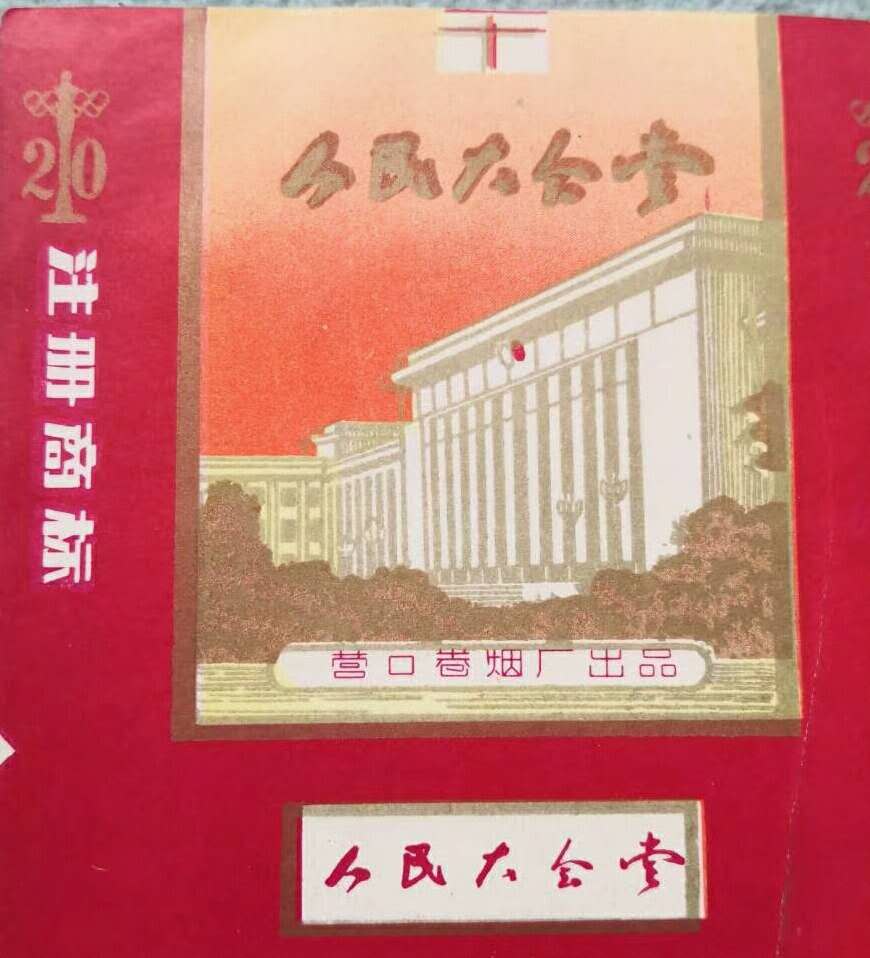 人民大会堂
20
注册商标
营口卷烟厂出品
人民大会堂